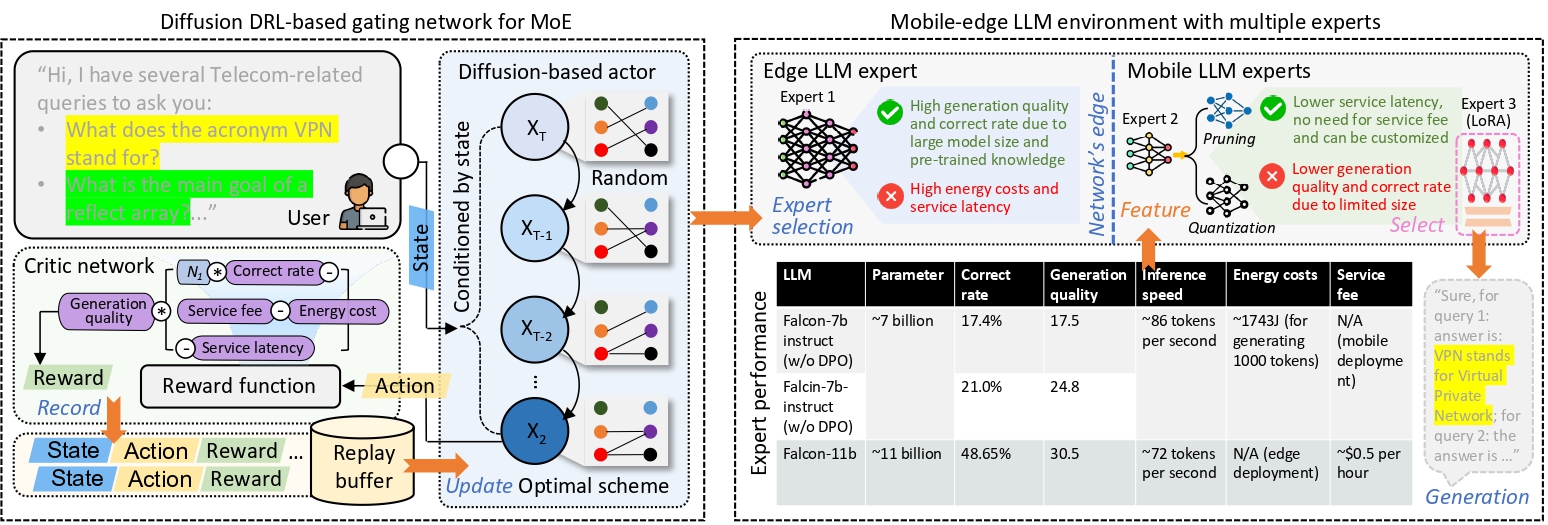 Diffusion DRL-based gating network for MoE
"Hi, I have several Telecom-related
queries to ask you:
• What does the acronym VPN
stand for?
• What is the main goal of a
reflect array?...”
User
Critic network
N1 * Correct rate -
Generation
quality
*
Service fee - Energy cost
- Service latency
Reward
Reward function
Action
Record
State Action Reward ...
State Action Reward
Replay
buffer
State
Conditioned by state
Diffusion-based actor
XT
Random
XT-1
XT-2
...
X2
Update Optimal scheme
Mobile-edge LLM environment with multiple experts
Edge LLM expert
Expert 1
High generation quality
and correct rate due to
large model size and
pre-trained knowledge
High energy costs and
service latency
Expert
selection
Network's edge
Mobile LLM experts
Expert 2
Pruning
Quantization
Feature
Lower service latency,
no need for service fee
and can be customized
Lower generation
quality and correct rate
due to limited size
Expert 3
(LoRA)
Select
Expert performance
LLM Parameter Correct rate Generation quality Inference speed Energy costs Service fee
Falcon-7b instruct (w/o DPO) ~7 billion 17.4% 17.5 ~86 tokens per second ~1743J (for generating 1000 tokens) N/A (mobile deployme nt)
Falcin-7b-instruct (w/o DPO) 21.0% 24.8
Falcon-11b ~11 billion 48.65% 30.5 ~72 tokens per second N/A (edge deployment) ~$0.5 per hour
"Sure, for
query 1:
answer is:
VPN stands
for Virtual
Private
Network; for
query 2: the
answer is ..."
Generation